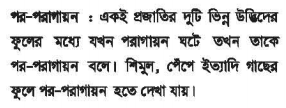 পর-পরাগায়ন : একই প্রজাতির দুটি ভিন্ন উদ্ভিদের
ফুলের মধ্যে যখন পরাগায়ন ঘটে তখন তাকে
পর-পরাগায়ন বলে। শিমুল, পেঁপে ইত্যাদি গাছের
ফুলে পর-পরাগায়ন হতে দেখা যায়।